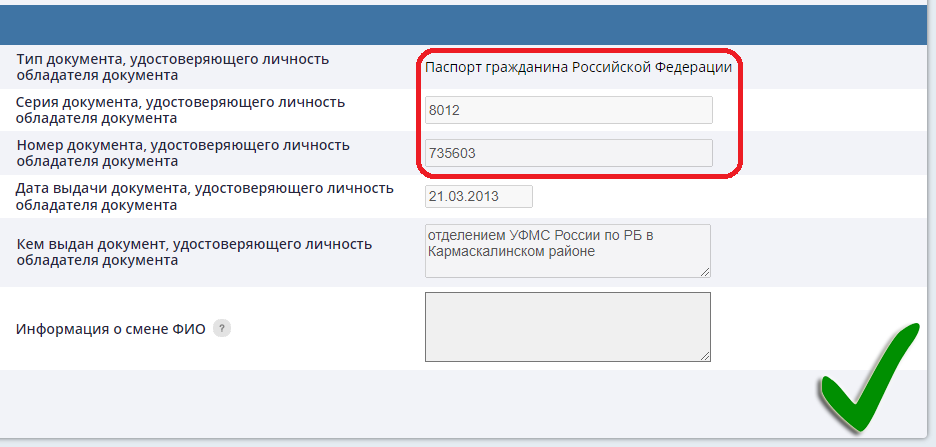 Тип документа, удостоверяющего личность
обладателя документа
Паспорт гражданина Российской Федерации
Серия документа, удостоверяющего личность
обладателя документа
8012
Номер документа, удостоверяющего личность
обладателя документа
735603
Дата выдачи документа, удостоверяющего личность
обладателя документа
21.03.2013
Кем выдан документ, удостоверяющего личность
обладателя документа
отделением УФМС России по РБ в
Кармаскалинском районе
Информация о смене ФИО ?